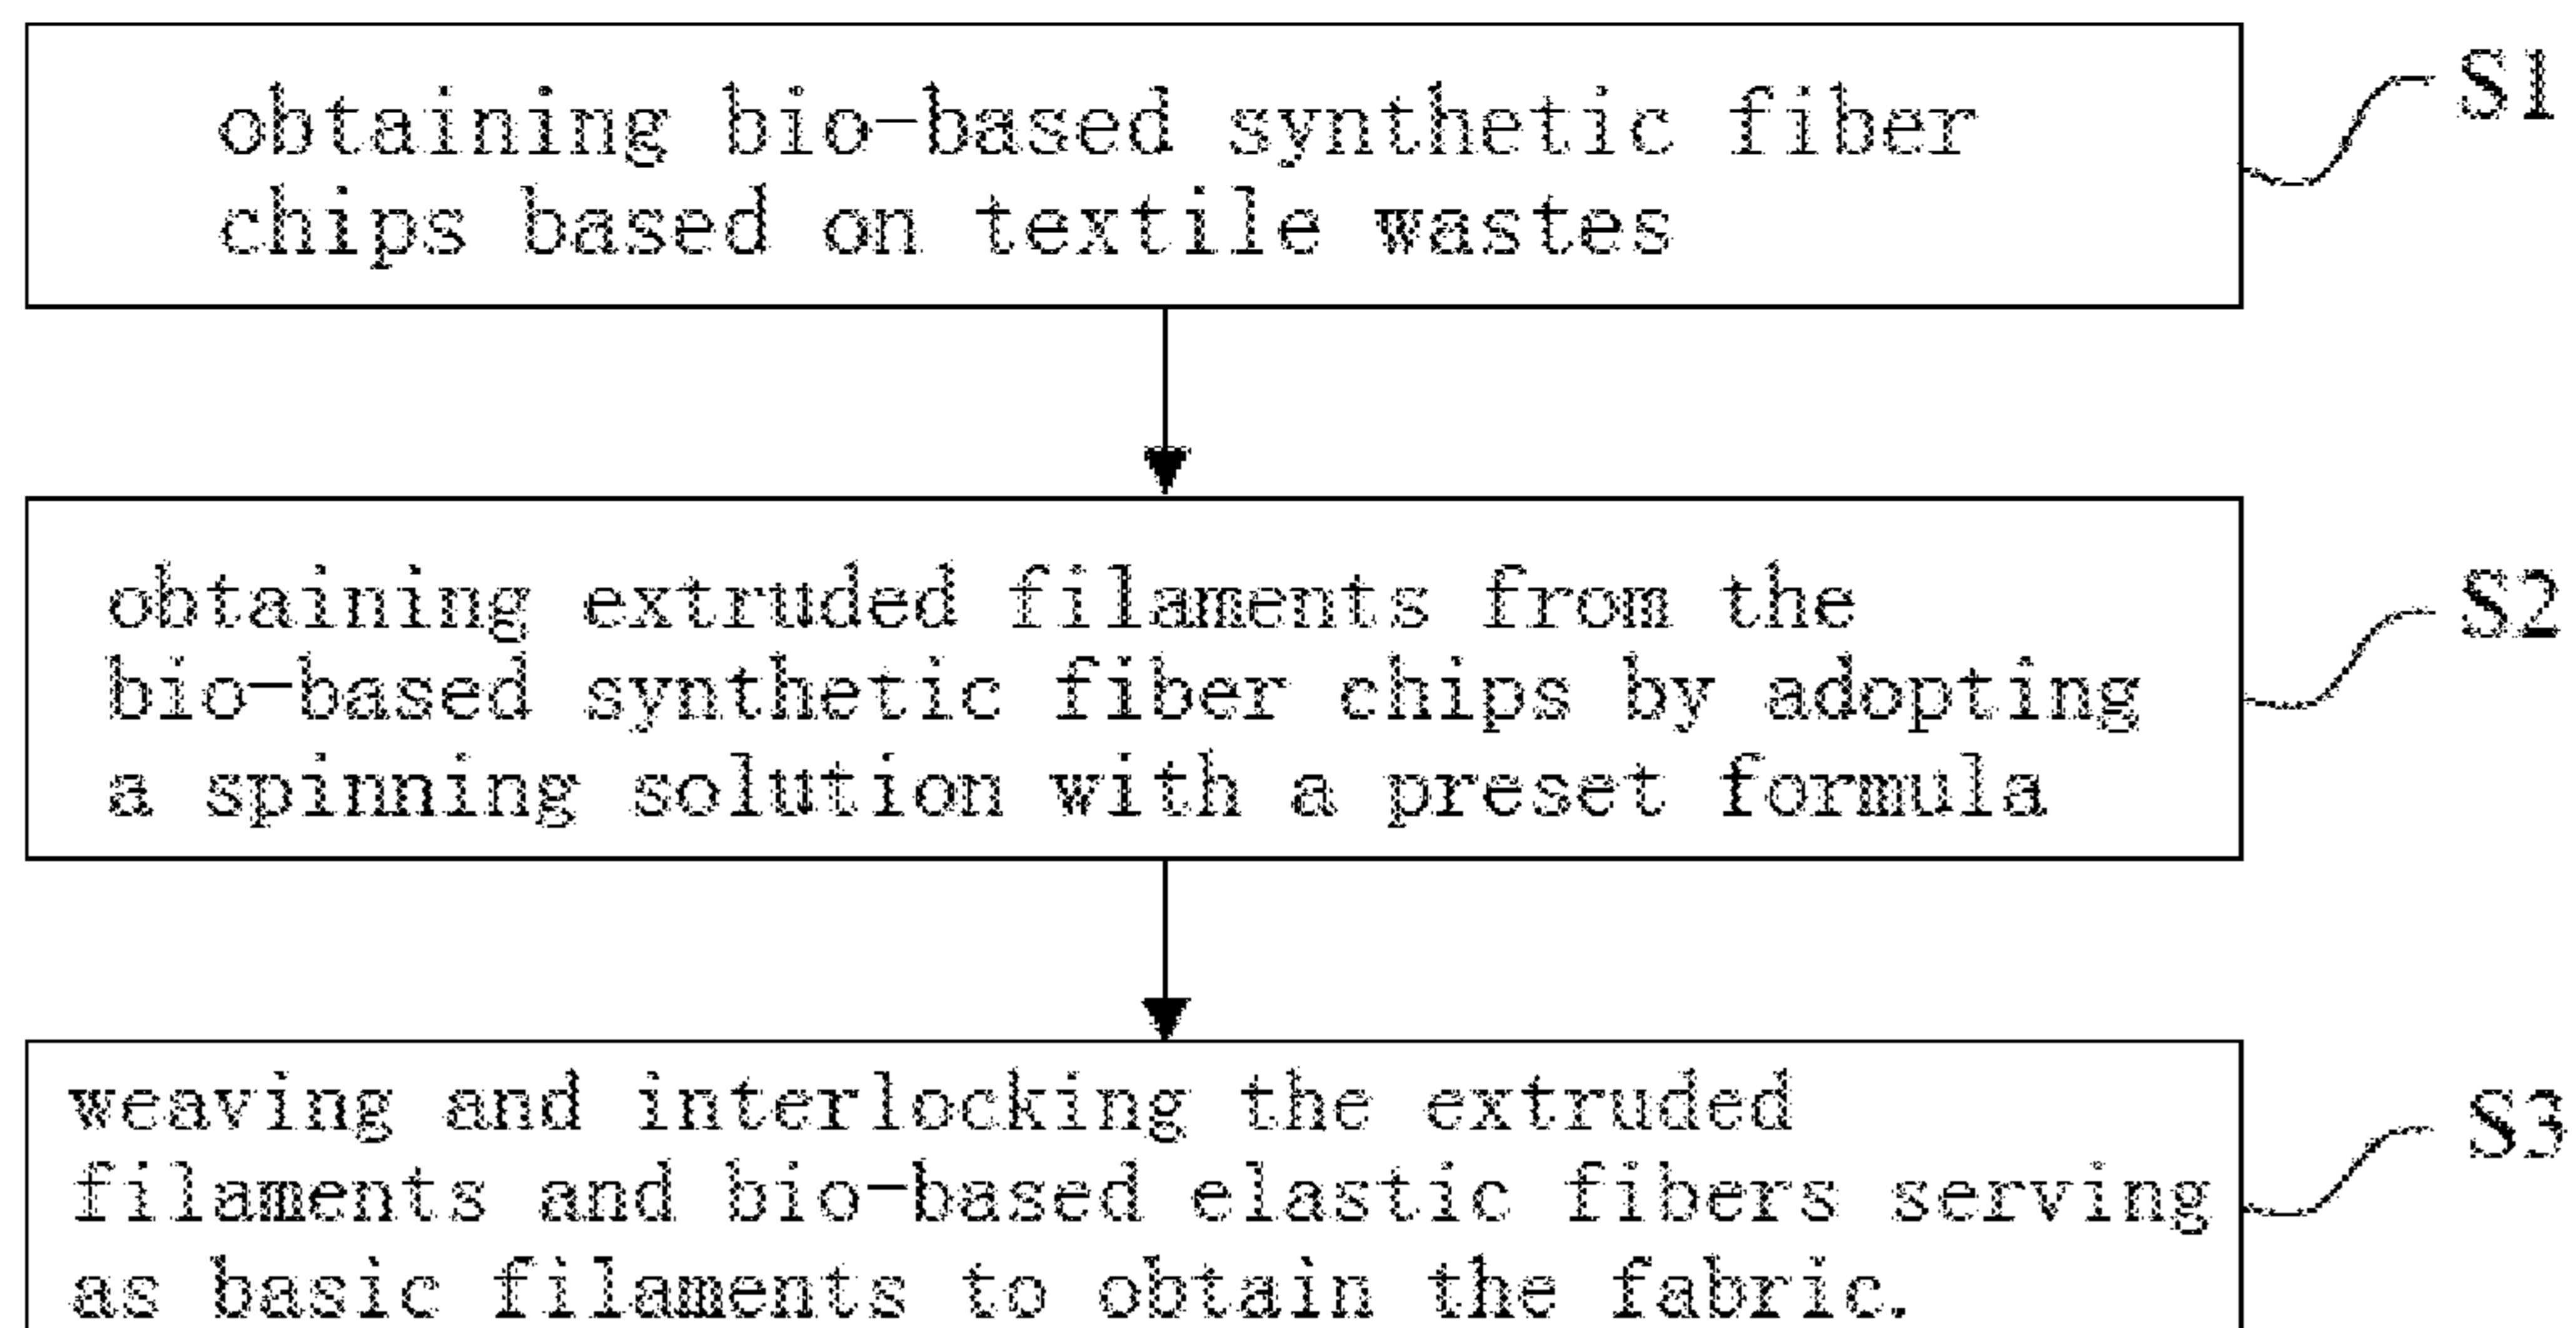 obtaining bio-based synthetic fiber
chips based on textile wastes
S1
obtaining extruded filaments from the
bio-based synthetic fiber chips by adopting
a spinning solution with a preset formula
S2
weaving and interlocking the extruded
filaments and bio-based elastic fibers serving
as basic filaments to obtain the fabric.
S3